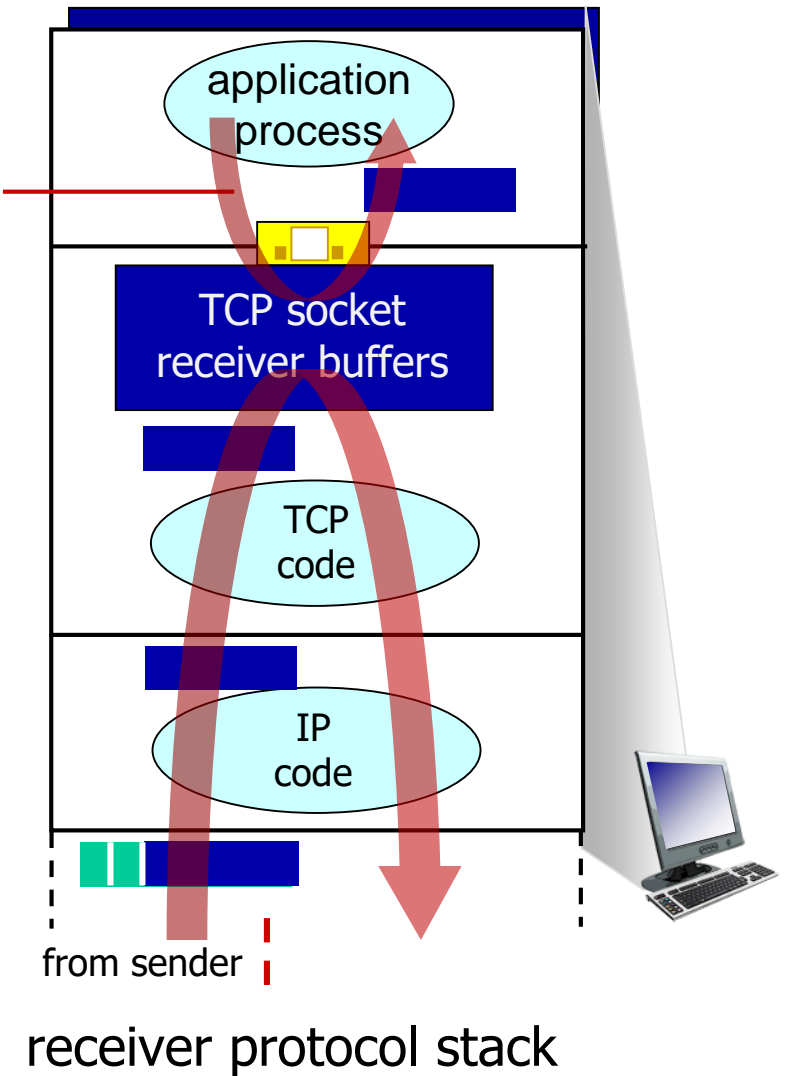 application
process
TCP socket
receiver buffers
TCP
code
IP
code
from sender
receiver protocol stack